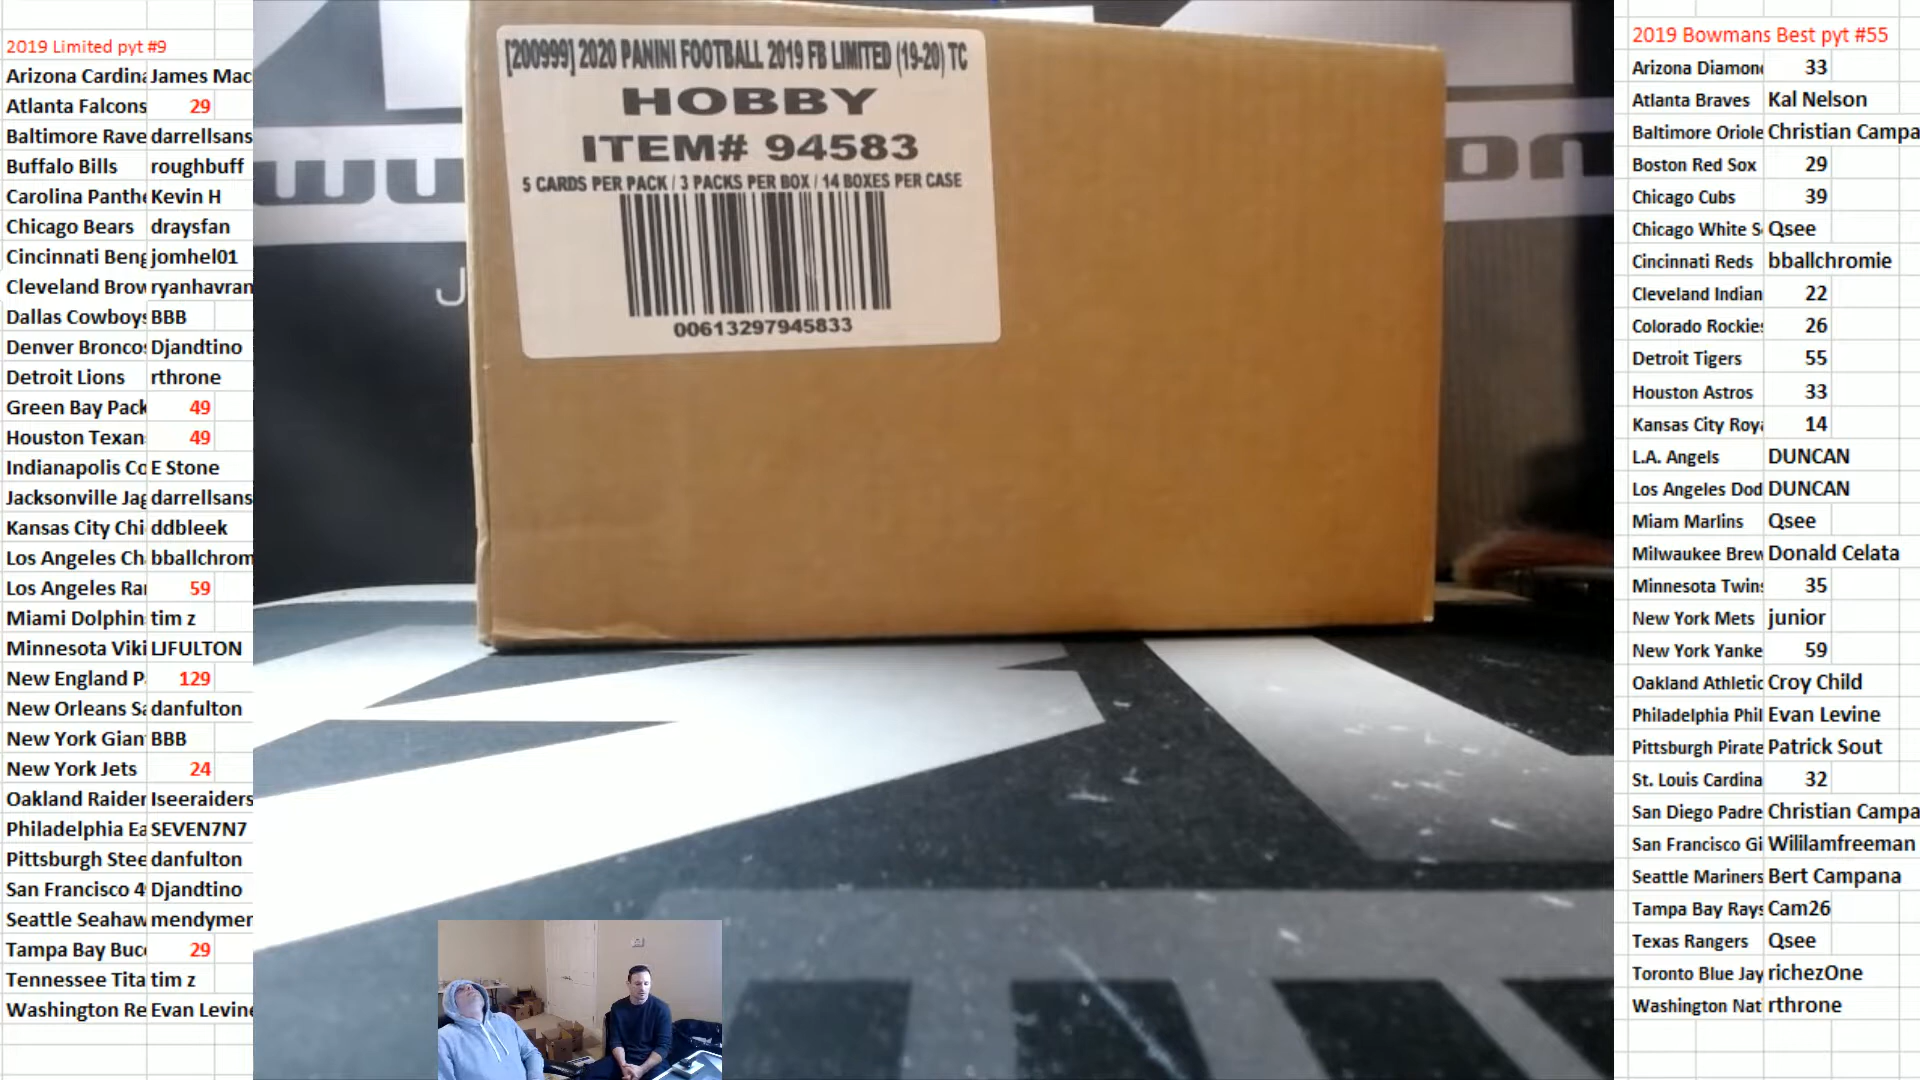 2019 Limited pyt #9
Arizona Cardina James Mac
Atlanta Falcons 29
Baltimore Rave darrellsans
Buffalo Bills roughbuff
Carolina Panthe Kevin H
Chicago Bears draysfan
Cincinnati Beng jomhel01
Cleveland Brow ryanhavran
Dallas Cowboys BBB
Denver Broncos Djandtino
Detroit Lions rthrone
Green Bay Pack 49
Houston Texan 49
Indianapolis Co E Stone
Jacksonville Jag darrellsans
Kansas City Chi ddbleek
Los Angeles Ch bballchrom
Los Angeles Ra 59
Miami Dolphin tim z
Minnesota Viki LJFULTON
New England P 129
New Orleans Sa danfulton
New York Gian BBB
New York Jets 24
Oakland Raider Iseeraiders
Philadelphia Ea SEVEN7N7
Pittsburgh Stee danfulton
San Francisco 4 Djandtino
Seattle Seahaw mendymer
Tampa Bay Bucc 29
Tennessee Tita tim z
Washington Re Evan Levine
[200999] 2020 PANINI FOOTBALL 2019 FB LIMITED (19-20) TC
HOBBY
ITEM# 94583
5 CARDS PER PACK / 3 PACKS PER BOX / 14 BOXES PER CASE
00613297945833
2019 Bowmans Best pyt #55
Arizona Diamon 33
Atlanta Braves Kal Nelson
Baltimore Oriole Christian Campa
Boston Red Sox 29
Chicago Cubs 39
Chicago White S Qsee
Cincinnati Reds bballchromie
Cleveland Indian 22
Colorado Rockies 26
Detroit Tigers 55
Houston Astros 33
Kansas City Roya 14
L.A. Angels DUNCAN
Los Angeles Dod DUNCAN
Miam Marlins Qsee
Milwaukee Brew Donald Celata
Minnesota Twins 35
New York Mets junior
New York Yanke 59
Oakland Athletic Croy Child
Philadelphia Phil Evan Levine
Pittsburgh Pirate Patrick Sout
St. Louis Cardina 32
San Diego Padre Christian Campa
San Francisco Gi Wililamfreeman
Seattle Mariners Bert Campana
Tampa Bay Rays Cam26
Texas Rangers Qsee
Toronto Blue Jay richezOne
Washington Nat rthrone